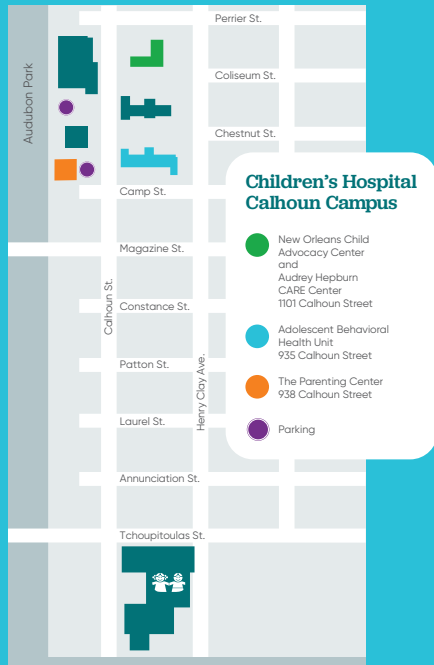 Perrier St.
Audubon Park
Coliseum St.
Chestnut St.
Camp St.
Magazine St.
Calhoun St.
Constance St.
Henry Clay Ave.
Patton St.
Laurel St.
Annunciation St.
Tchoupitoulas St.
Children's Hospital
Calhoun Campus
New Orleans Child
Advocacy Center
and
Audrey Hepburn
CARE Center
1101 Calhoun Street
Adolescent Behavioral
Health Unit
935 Calhoun Street
The Parenting Center
938 Calhoun Street
Parking